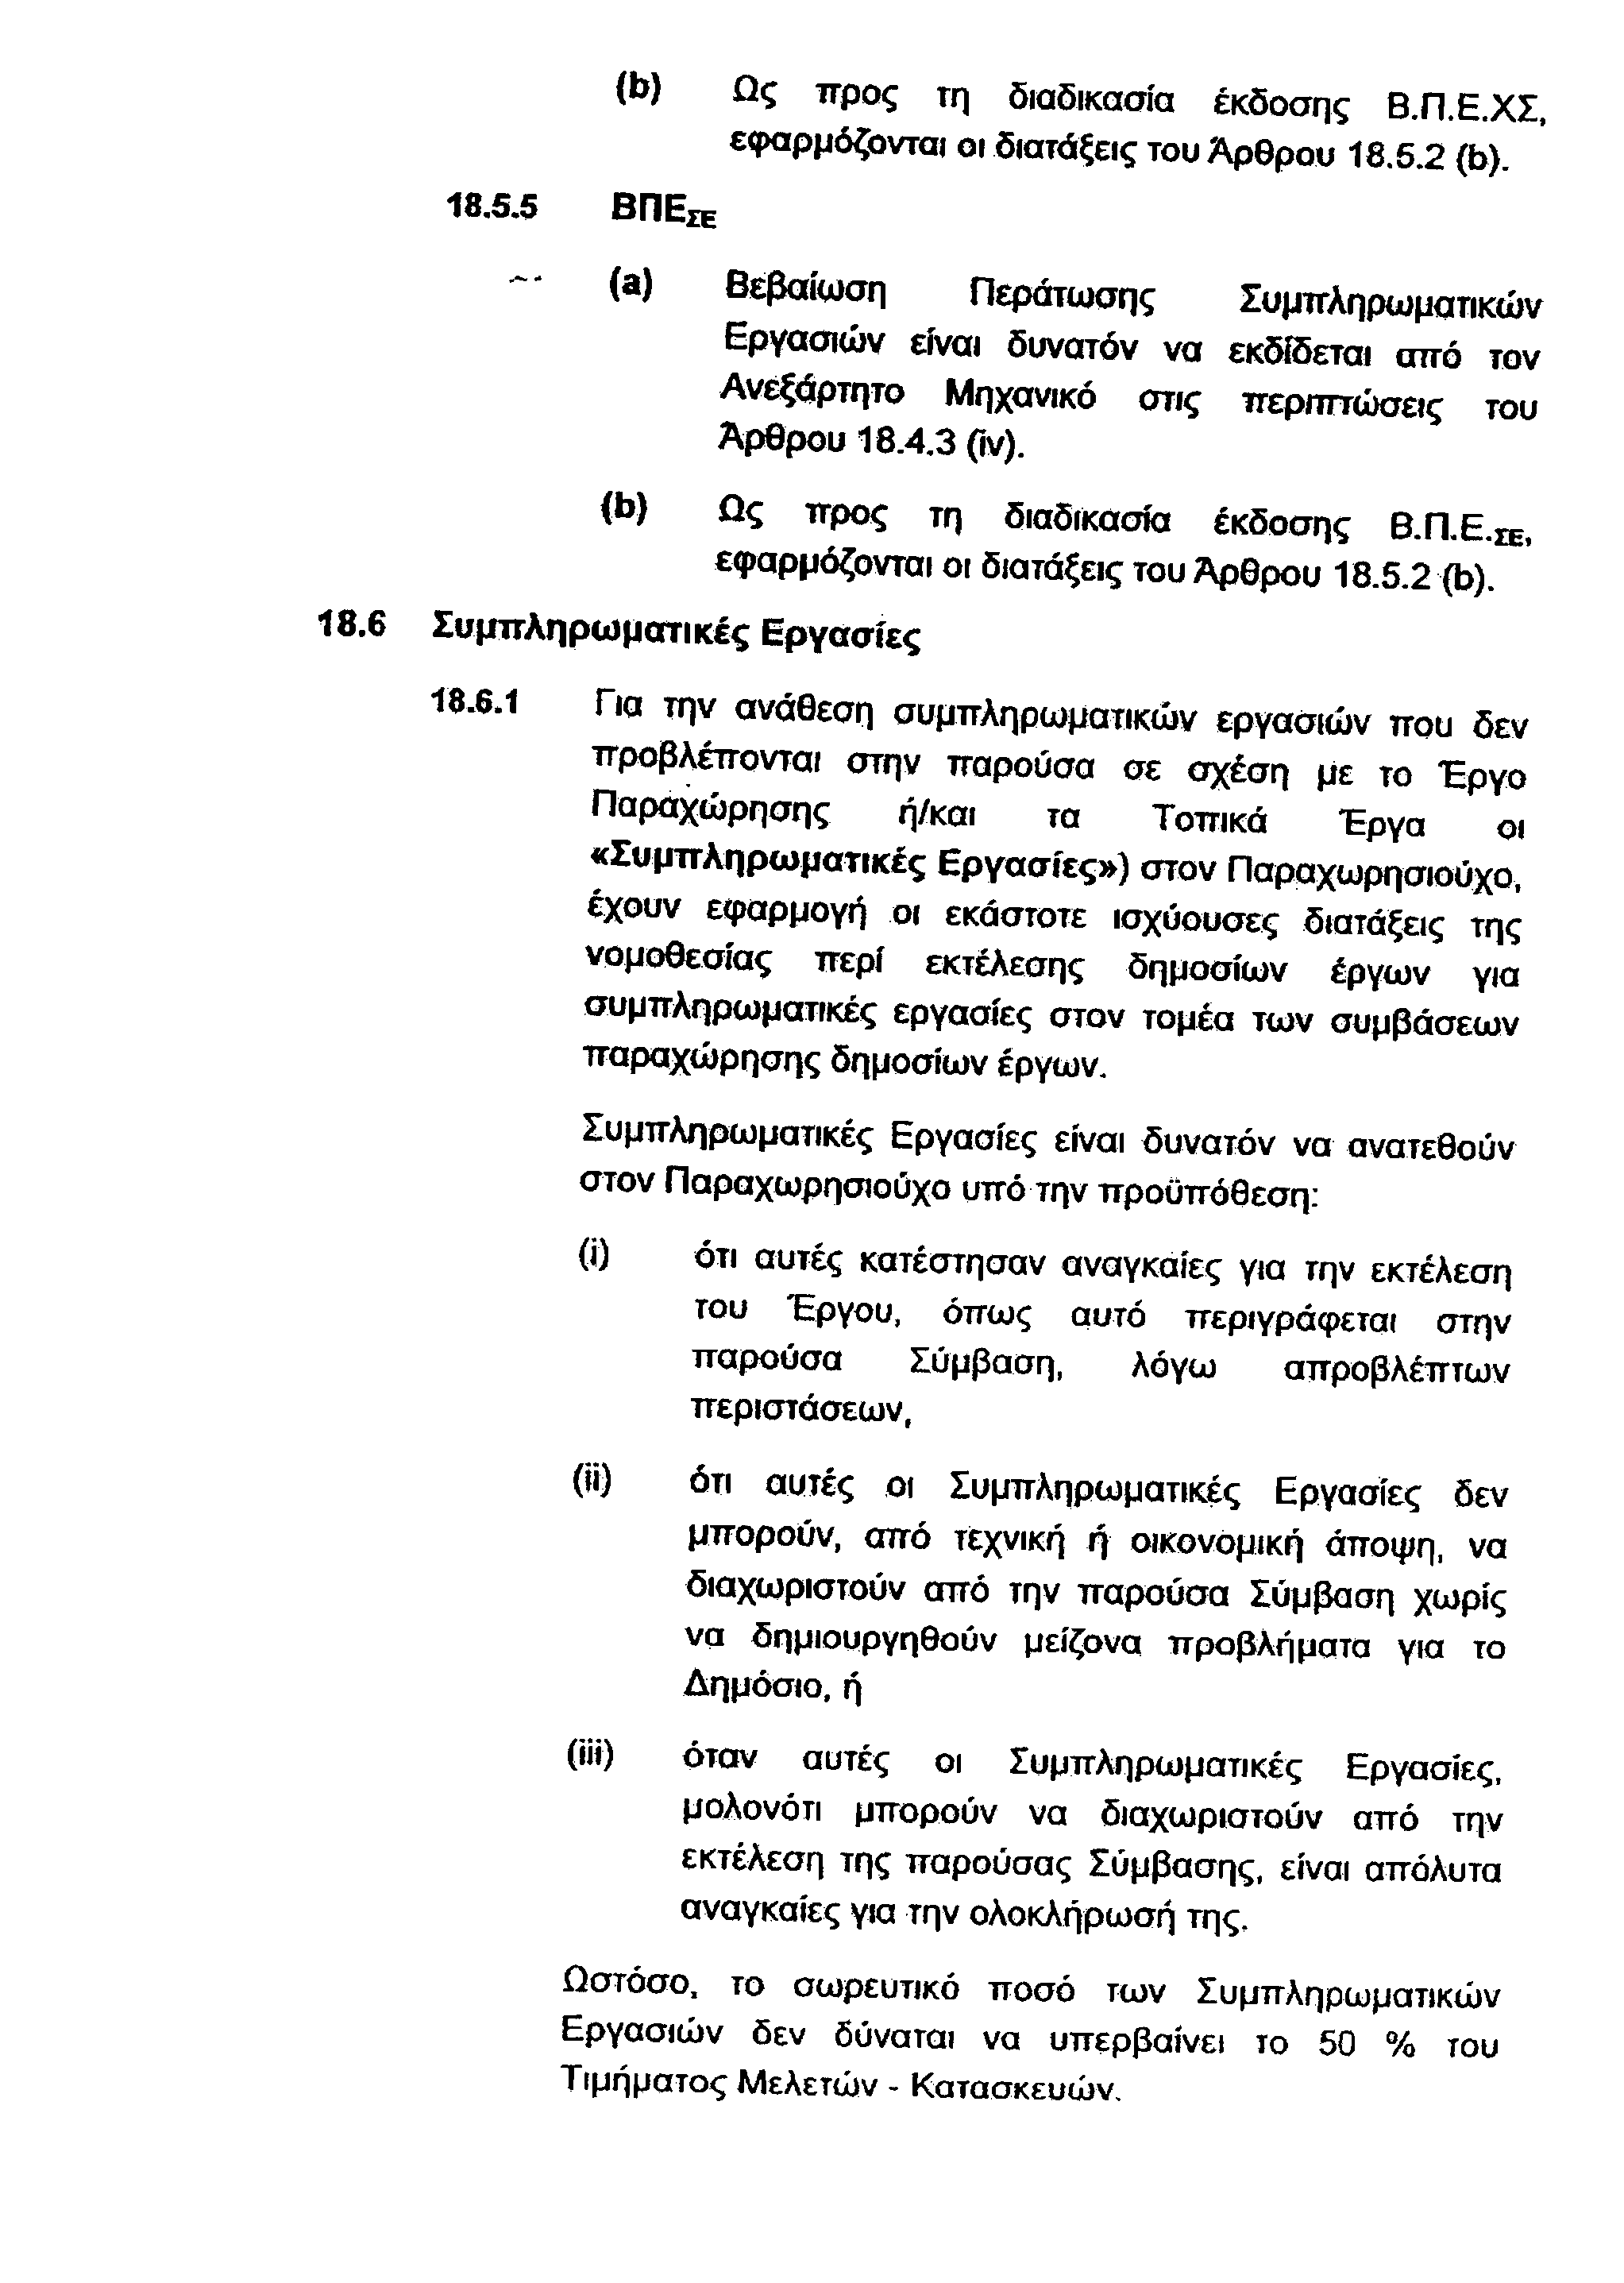 (b) Ως προς τη διαδικασία έκδοσης Β.Π.Ε.ΧΣ,
εφαρμόζονται οι διατάξεις του Άρθρου 18.5.2 (b).
18.5.5 ΒΠΕΣΕ
(a) Βεβαίωση Περάτωσης Συμπληρωματικών
Εργασιών είναι δυνατόν να εκδίδεται από τον
Ανεξάρτητο Μηχανικό στις περιπτώσεις του
Άρθρου 18.4.3 (iv).
(b) Ως προς τη διαδικασία έκδοσης Β.Π.Ε.ΣΕ,
εφαρμόζονται οι διατάξεις του Άρθρου 18.5.2 (b).
18.6 Συμπληρωματικές Εργασίες
18.6.1 Για την ανάθεση συμπληρωματικών εργασιών που δεν
προβλέπονται στην παρούσα σε σχέση με το Έργο
Παραχώρησης ή/και τα Τοπικά Έργα οι
«Συμπληρωματικές Εργασίες») στον Παραχωρησιούχο,
έχουν εφαρμογή οι εκάστοτε ισχύουσες διατάξεις της
νομοθεσίας περί εκτέλεσης δημοσίων έργων για
συμπληρωματικές εργασίες στον τομέα των συμβάσεων
παραχώρησης δημοσίων έργων.
Συμπληρωματικές Εργασίες είναι δυνατόν να ανατεθούν
στον Παραχωρησιούχο υπό την προϋπόθεση:
(i) ότι αυτές κατέστησαν αναγκαίες για την εκτέλεση
του Έργου, όπως αυτό περιγράφεται στην
παρούσα Σύμβαση, λόγω απροβλέπτων
περιστάσεων,
(ii) ότι αυτές οι Συμπληρωματικές Εργασίες δεν
μπορούν, από τεχνική ή οικονομική άποψη, να
διαχωριστούν από την παρούσα Σύμβαση χωρίς
να δημιουργηθούν μείζονα προβλήματα για το
Δημόσιο, ή
(iii) όταν αυτές οι Συμπληρωματικές Εργασίες,
μολονότι μπορούν να διαχωριστούν από την
εκτέλεση της παρούσας Σύμβασης, είναι απόλυτα
αναγκαίες για την ολοκλήρωσή της.
Ωστόσο, το σωρευτικό ποσό των Συμπληρωματικών
Εργασιών δεν δύναται να υπερβαίνει το 50 % του
Τιμήματος Μελετών - Κατασκευών.